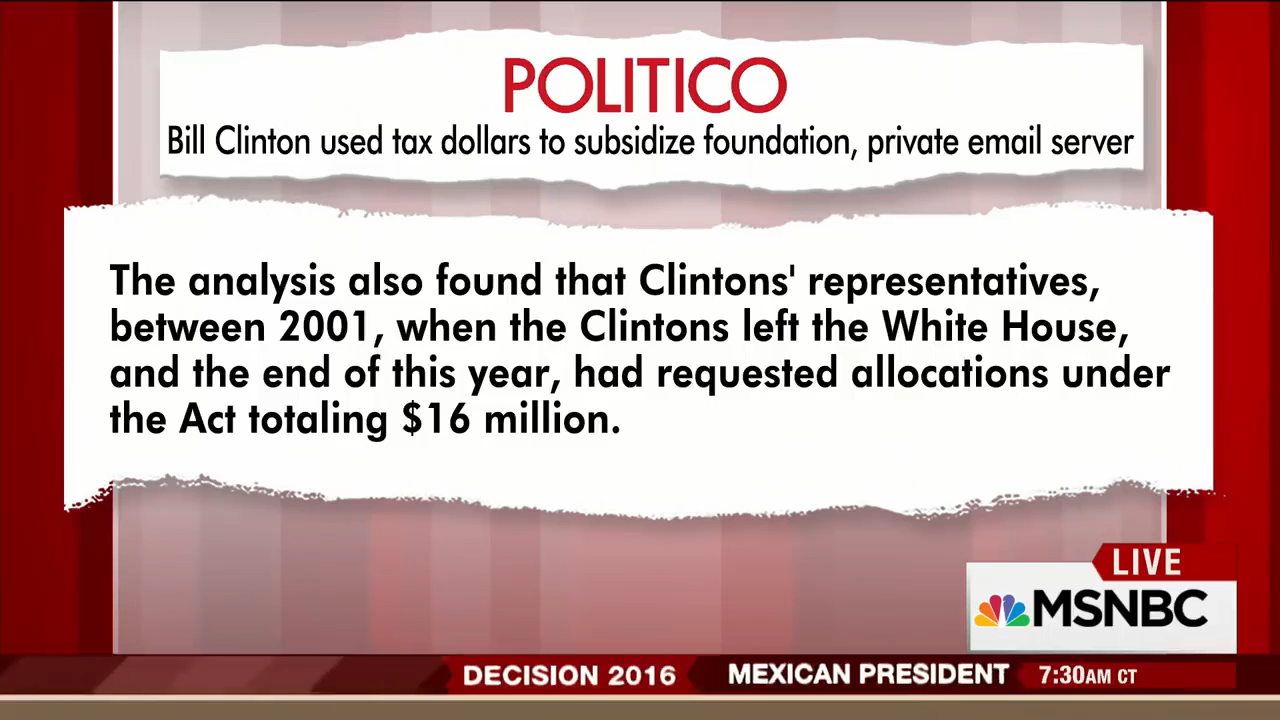 POLITICO
Bill Clinton used tax dollars to subsidize foundation, private email server
The analysis also found that Clintons' representatives,
between 2001, when the Clintons left the White House,
and the end of this year, had requested allocations under
the Act totaling $16 million.
LIVE
MSNBC
DECISION 2016 MEXICAN PRESIDENT 7:30AM CT